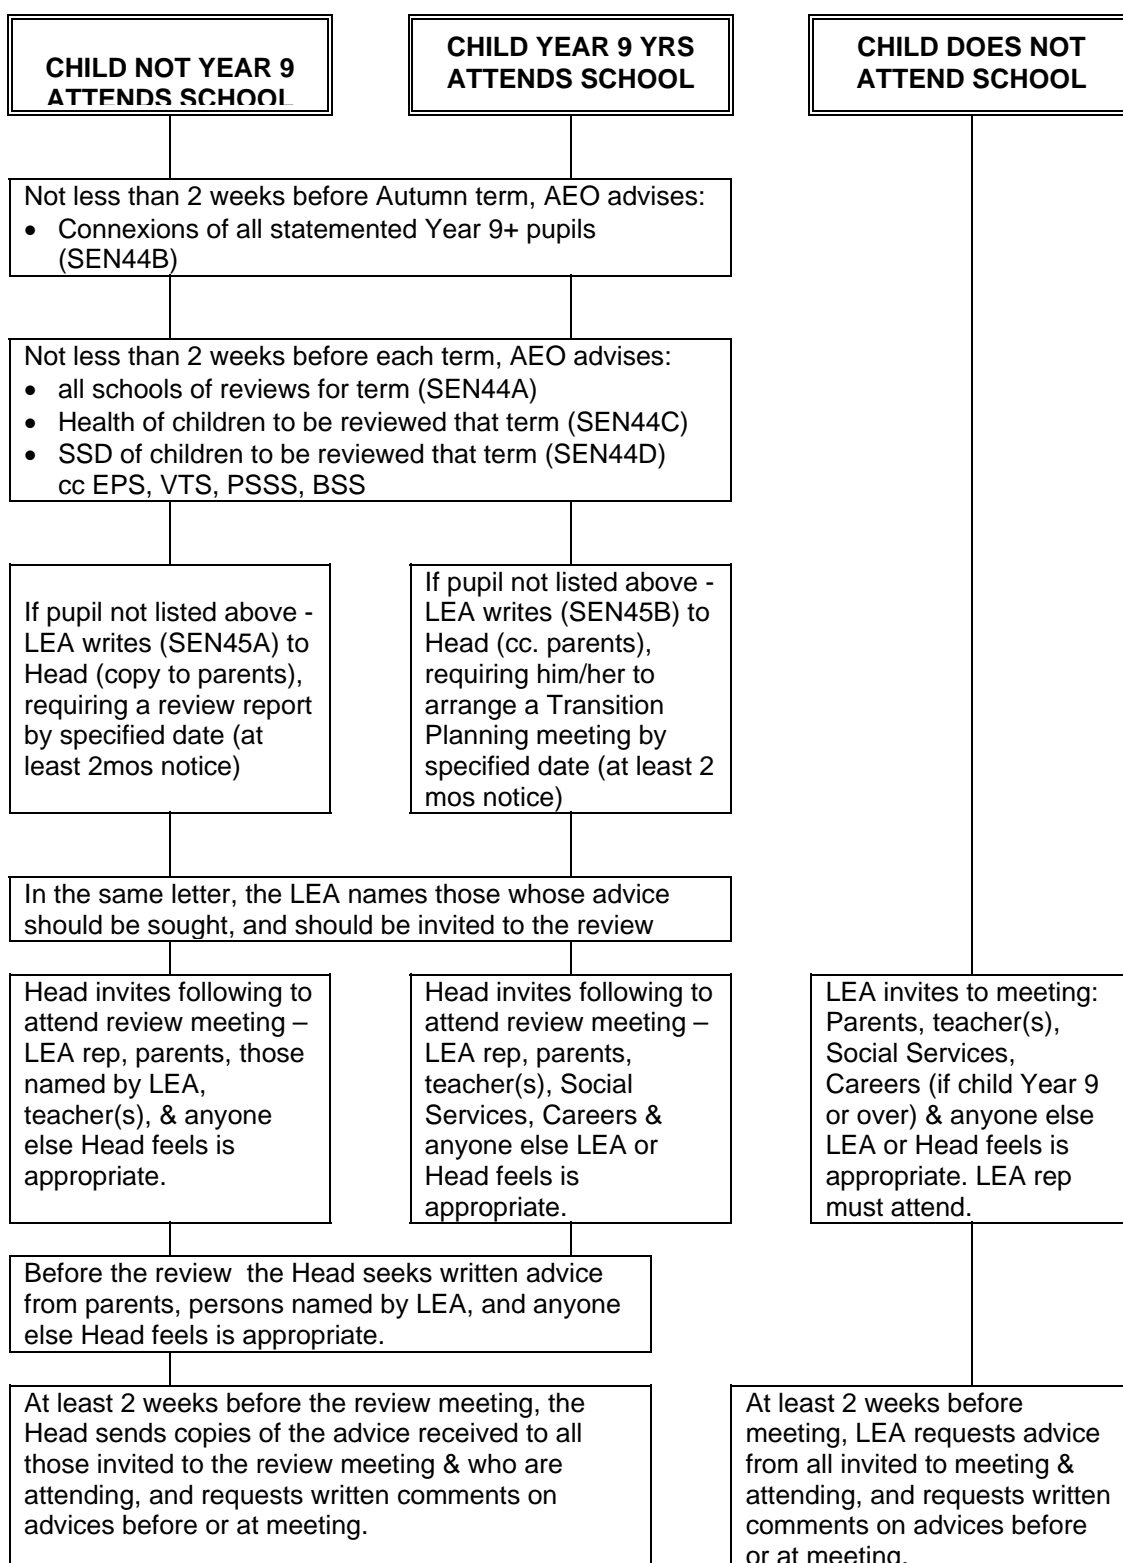 CHILD NOT YEAR 9
ATTENDS SCHOOL
CHILD YEAR 9 YRS
ATTENDS SCHOOL
CHILD DOES NOT
ATTEND SCHOOL
Not less than 2 weeks before Autumn term, AEO advises:
• Connexions of all statemented Year 9+ pupils
(SEN44B)
Not less than 2 weeks before each term, AEO advises:
• all schools of reviews for term (SEN44A)
• Health of children to be reviewed that term (SEN44C)
• SSD of children to be reviewed that term (SEN44D)
cc EPS, VTS, PSSS, BSS
If pupil not listed above -
LEA writes (SEN45A) to
Head (copy to parents),
requiring a review report
by specified date (at
least 2mos notice)
If pupil not listed above -
LEA writes (SEN45B) to
Head (cc. parents),
requiring him/her to
arrange a Transition
Planning meeting by
specified date (at least 2
mos notice)
In the same letter, the LEA names those whose advice
should be sought, and should be invited to the review
Head invites following to
attend review meeting –
LEA rep, parents, those
named by LEA,
teacher(s), & anyone
else Head feels is
appropriate.
Head invites following to
attend review meeting –
LEA rep, parents,
teacher(s), Social
Services, Careers &
anyone else LEA or
Head feels is
appropriate.
LEA invites to meeting:
Parents, teacher(s),
Social Services,
Careers (if child Year 9
or over) & anyone else
LEA or Head feels is
appropriate. LEA rep
must attend.
Before the review the Head seeks written advice
from parents, persons named by LEA, and anyone
else Head feels is appropriate.
At least 2 weeks before the review meeting, the
Head sends copies of the advice received to all
those invited to the review meeting & who are
attending, and requests written comments on
advices before or at meeting.
At least 2 weeks before
meeting, LEA requests advice
from all invited to meeting &
attending, and requests written
comments on advices before
or at meeting.